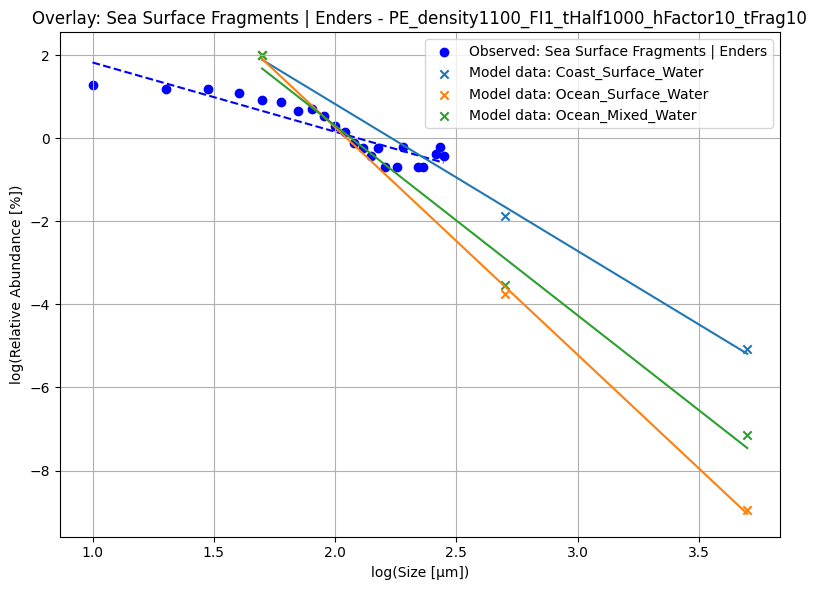 Overlay: Sea Surface Fragments | Enders - PE_density1100_FI1_tHalf1000_hFactor10_tFrag10
Observed: Sea Surface Fragments | Enders
Model data: Coast_Surface_Water
Model data: Ocean_Surface_Water
Model data: Ocean_Mixed_Water
log(Relative Abundance [%])
2
0
−2
−4
−6
−8
1.0 1.5 2.0 2.5 3.0 3.5
log(Size [μm])